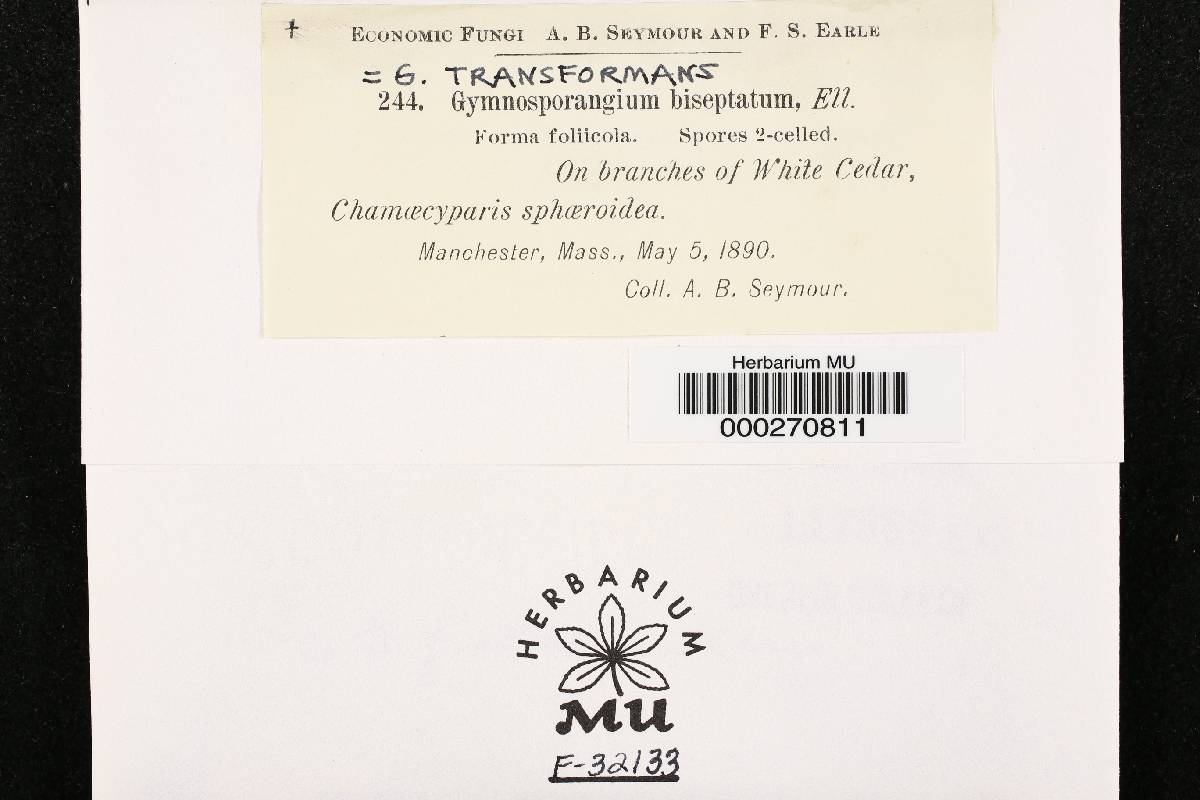 ECONOMIC FUNGI A. B. SEYMOUR AND F. S. EARLE
= G. TRANSFORMANS
244. Gymnosporangium biseptatum, Ell.
Forma foliicola. Spores 2-celled.
On branches of White Cedar,
Chamæcyparis sphæroidea.
Manchester, Mass., May 5, 1890.
Coll. A. B. Seymour.
Herbarium MU
000270811
HERBARIUM
MU
F-32133